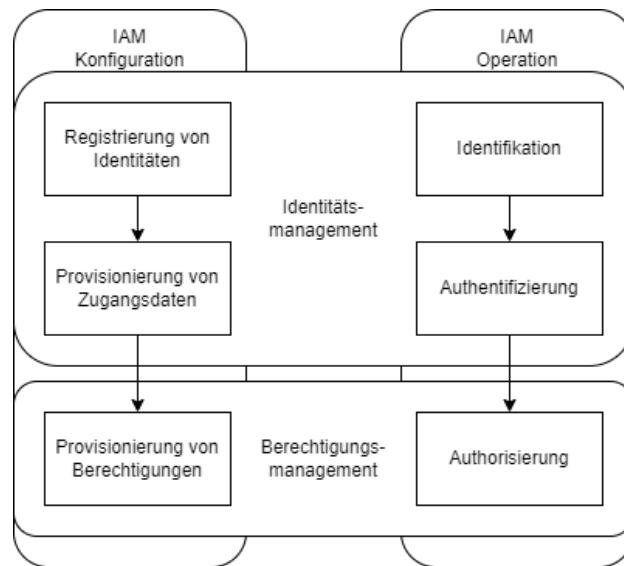 IAM
Konfiguration
IAM
Operation
Registrierung von
Identitäten
Identifikation
Identitäts-
management
Provisionierung von
Zugangsdaten
Authentifizierung
Provisionierung von
Berechtigungen
Berechtigungs-
management
Authorisierung